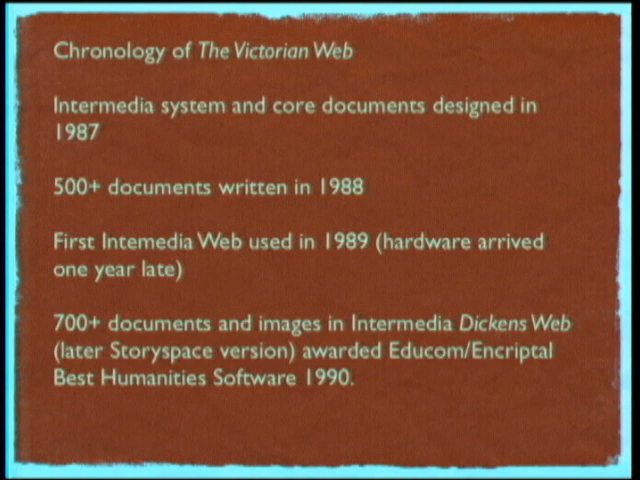 Chronology of The Victorian Web
Intermedia system and core documents designed in
1987
500+ documents written in 1988
First Intemedia Web used in 1989 (hardware arrived
one year late)
700+ documents and images in Intermedia Dickens Web
(later Storyspace version) awarded Educom/Encriptal
Best Humanities Software 1990.